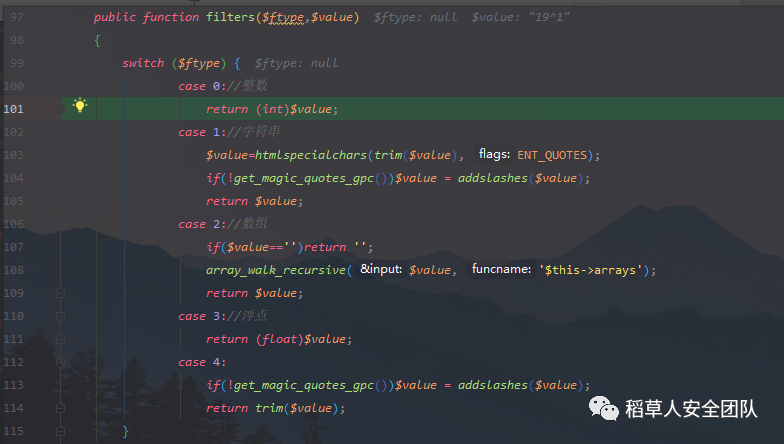 97 public function filters($ftype,$value) $ftype: null $value: "19^1"
98 {
99 switch ($ftype) { $ftype: null
100 case 0://整数
101 return (int)$value;
102 case 1://字符串
103 $value=htmlspecialchars(trim($value), flags: ENT_QUOTES);
104 if(!get_magic_quotes_gpc())$value = addslashes($value);
105 return $value;
106 case 2://数组
107 if($value=='')return '';
108 array_walk_recursive( &input: $value, funcname: '$this->arrays');
109 return $value;
110 case 3://浮点
111 return (float)$value;
112 case 4:
113 if(!get_magic_quotes_gpc())$value = addslashes($value);
114 return trim($value);
115 }
稻草人安全团队